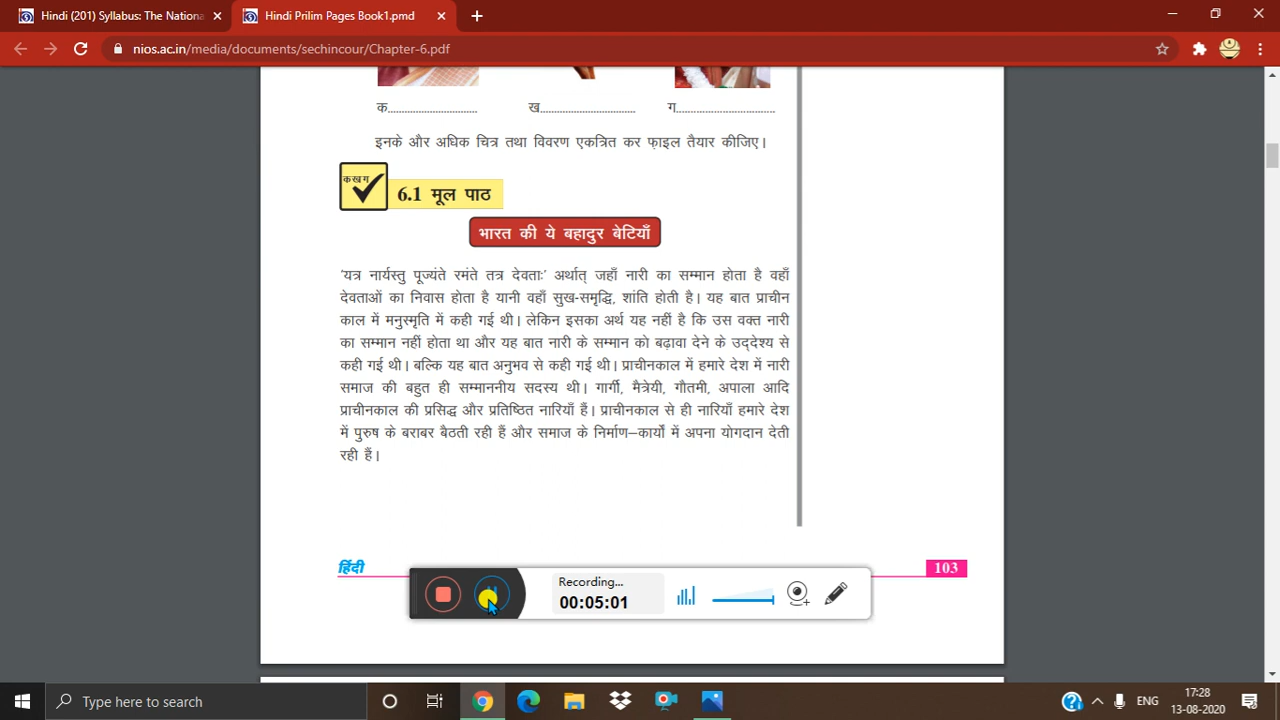 Hindi (201) Syllabus: The Nationa
Hindi Prilim Pages Book1.pmd
nios.ac.in/media/documents/sechincour/Chapter-6.pdf
क..............................
ख................................
ग.................................
इनके और अधिक चित्र तथा विवरण एकत्रित कर फ़ाइल तैयार कीजिए।
क ख ग
6.1 मूल पाठ
भारत की ये बहादुर बेटियाँ
'यत्र नार्यस्तु पूज्यंते रमंते तत्र देवताः' अर्थात् जहाँ नारी का सम्मान होता है वहाँ
देवताओं का निवास होता है यानी वहाँ सुख-समृद्धि, शांति होती है। यह बात प्राचीन
काल में मनुस्मृति में कही गई थी। लेकिन इसका अर्थ यह नहीं है कि उस वक्त नारी
का सम्मान नहीं होता था और यह बात नारी के सम्मान को बढ़ावा देने के उद्देश्य से
कही गई थी। बल्कि यह बात अनुभव से कही गई थी। प्राचीनकाल में हमारे देश में नारी
समाज की बहुत ही सम्माननीय सदस्य थी। गार्गी, मैत्रेयी, गौतमी, अपाला आदि
प्राचीनकाल की प्रसिद्ध और प्रतिष्ठित नारियाँ हैं। प्राचीनकाल से ही नारियाँ हमारे देश
में पुरुष के बराबर बैठती रही हैं और समाज के निर्माण–कार्यों में अपना योगदान देती
रही हैं।
हिंदी
103
Recording...
00:05:01
Type here to search
ENG
17:28
13-08-2020